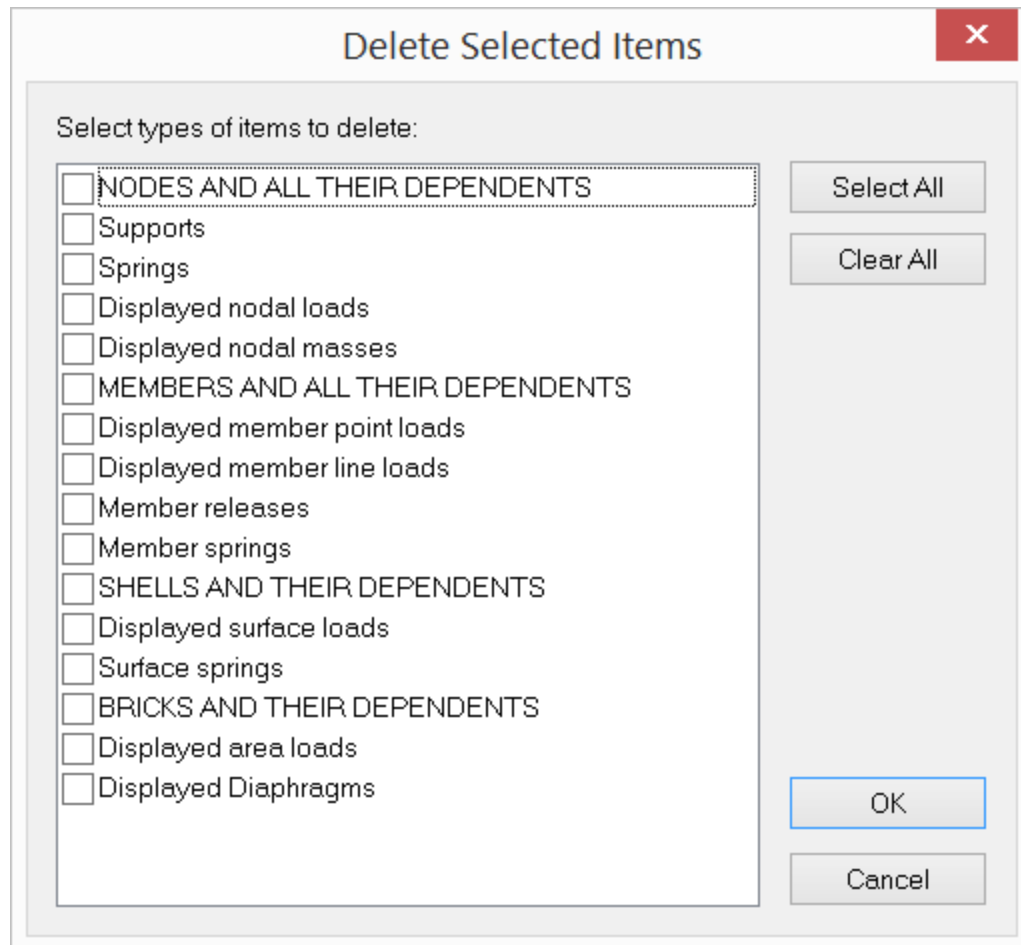 Delete Selected Items
Select types of items to delete:
NODES AND ALL THEIR DEPENDENTS
Supports
Springs
Displayed nodal loads
Displayed nodal masses
MEMBERS AND ALL THEIR DEPENDENTS
Displayed member point loads
Displayed member line loads
Member releases
Member springs
SHELLS AND THEIR DEPENDENTS
Displayed surface loads
Surface springs
BRICKS AND THEIR DEPENDENTS
Displayed area loads
Displayed Diaphragms
Select All
Clear All
OK
Cancel